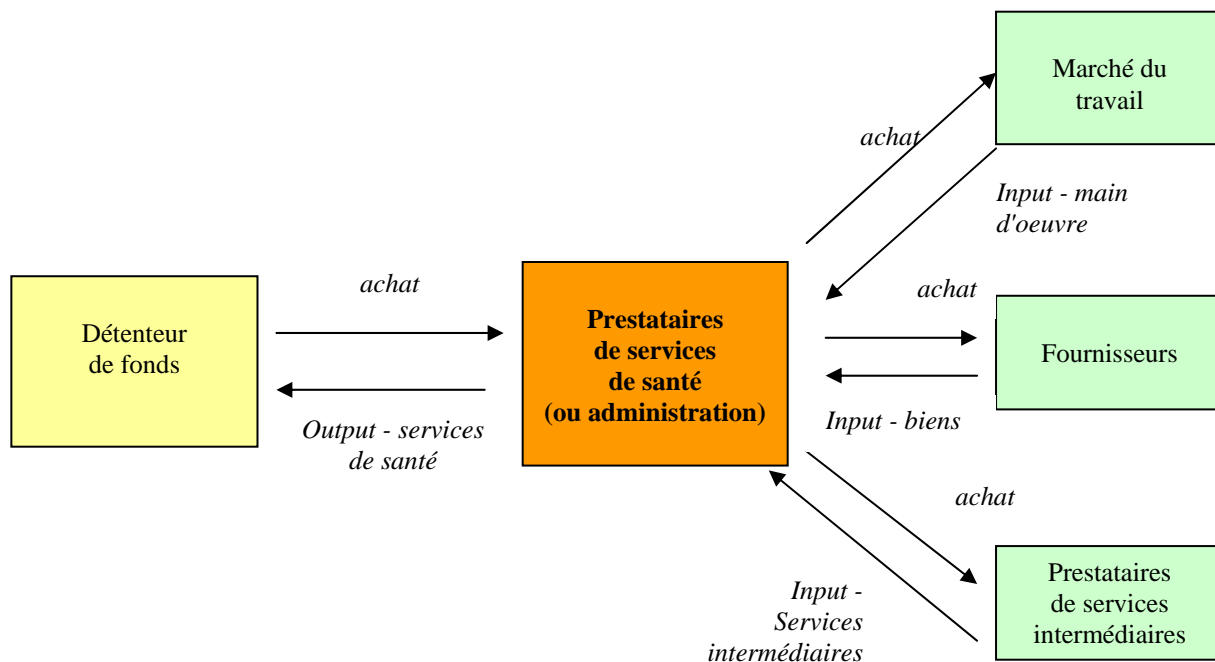 Marché du
travail
achat
Input - main
d'oeuvre
achat
achat
Détenteur
de fonds
Prestataires
de services
de santé
(ou administration)
Fournisseurs
Output - services
de santé
Input - biens
achat
Input -
Services
intermédiaires
Prestataires
de services
intermédiaires